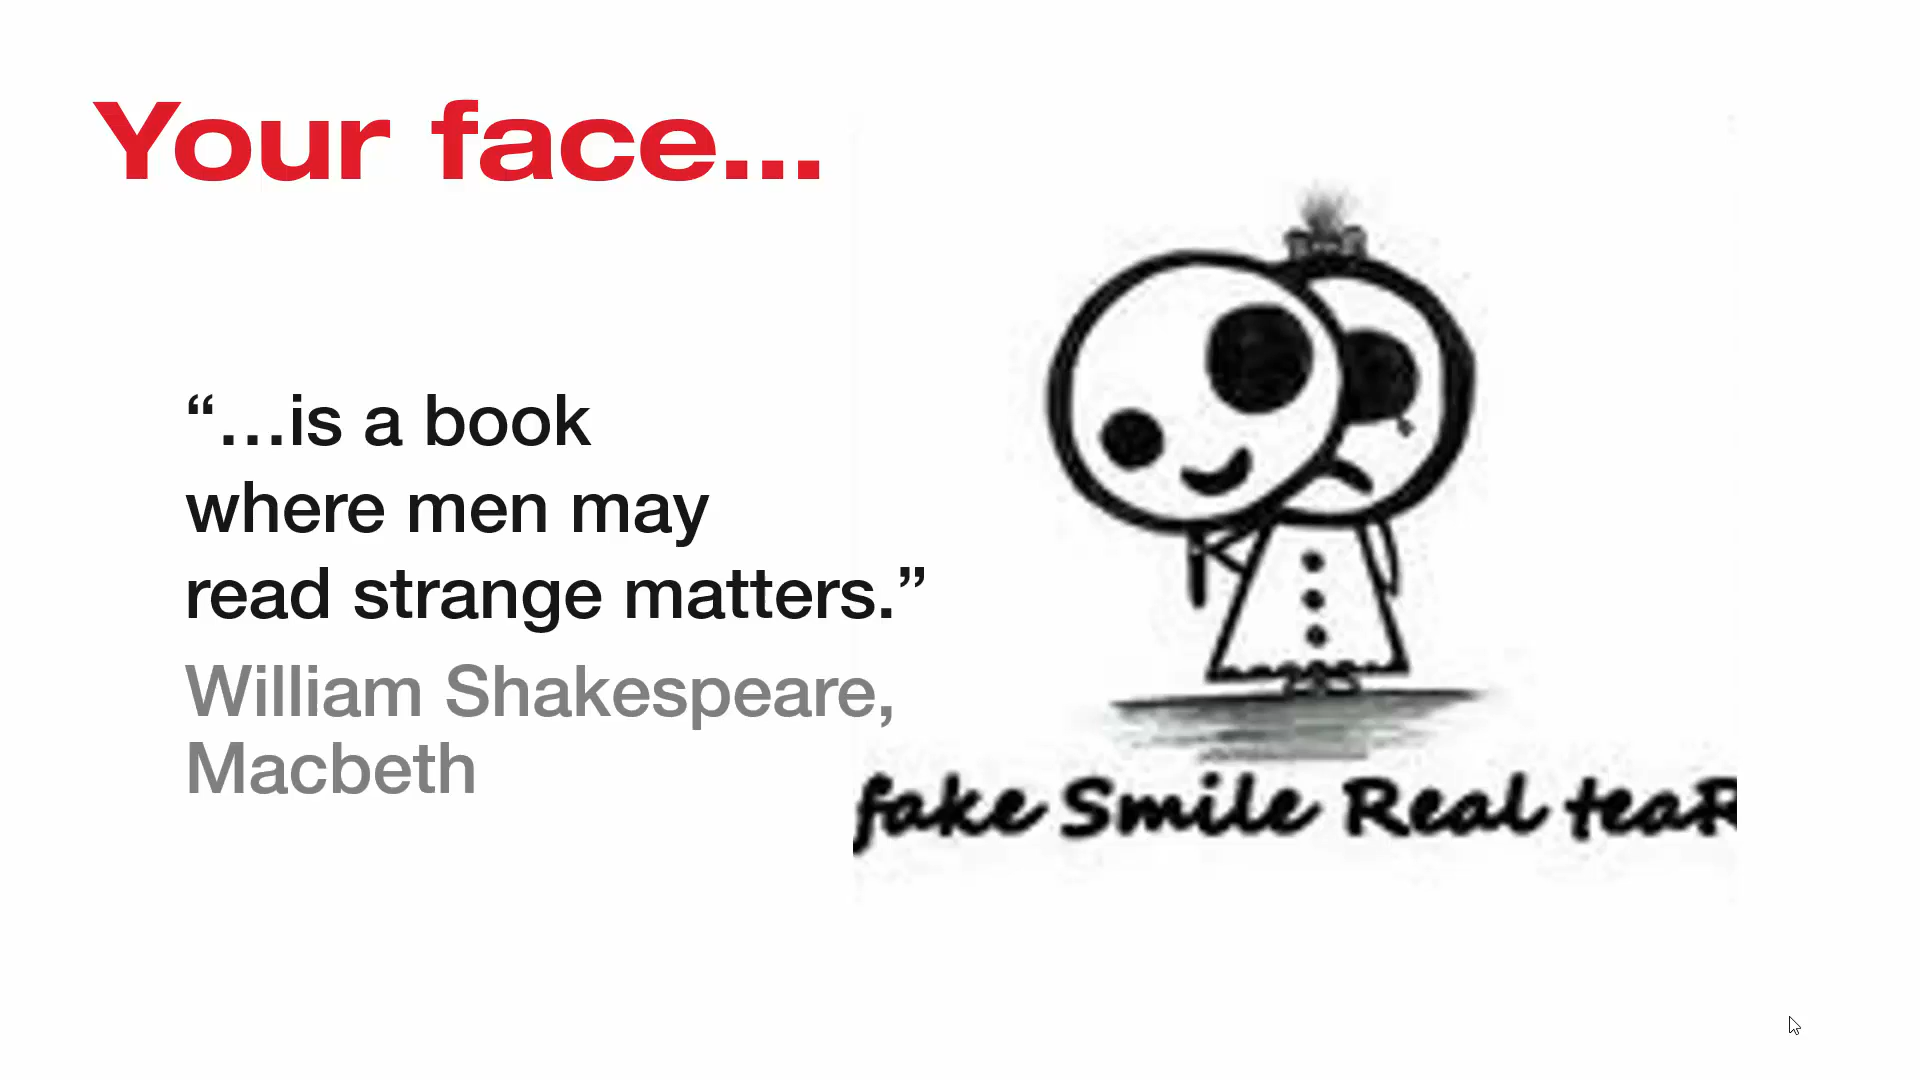 Your face...
“...is a book
where men may
read strange matters.”
William Shakespeare,
Macbeth
fake Smile Real teaR